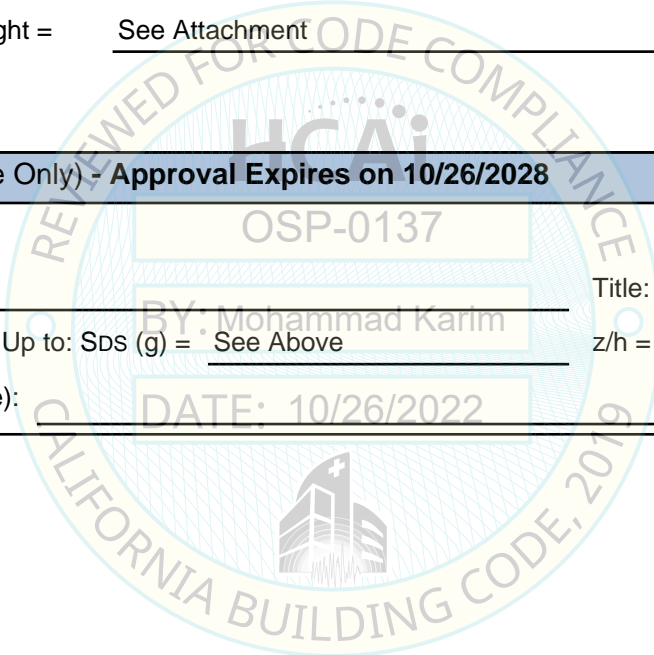 ght = See Attachment
REVIEWED FOR CODE COMPLIANCE
HCAi
e Only) - Approval Expires on 10/26/2028
OSP-0137
Title:
BY: Mohammad Karim
Up to: SDS (g) = See Above z/h =
e):
DATE: 10/26/2022
CALIFORNIA BUILDING CODE, 2019